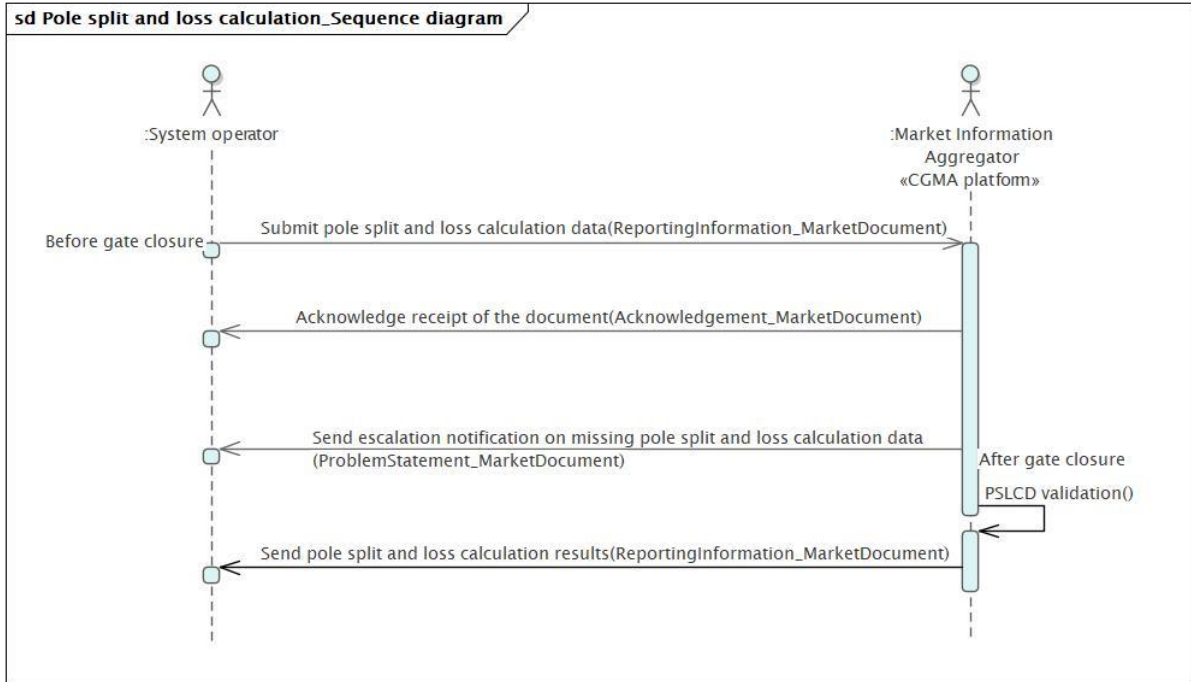 sd Pole split and loss calculation_Sequence diagram
:System operator
:Market Information
Aggregator
«CGMA platform»
Before gate closure
Submit pole split and loss calculation data(ReportingInformation_MarketDocument)
Acknowledge receipt of the document(Acknowledgement_MarketDocument)
Send escalation notification on missing pole split and loss calculation data
(ProblemStatement_MarketDocument)
After gate closure
PSLCD validation()
Send pole split and loss calculation results(ReportingInformation_MarketDocument)